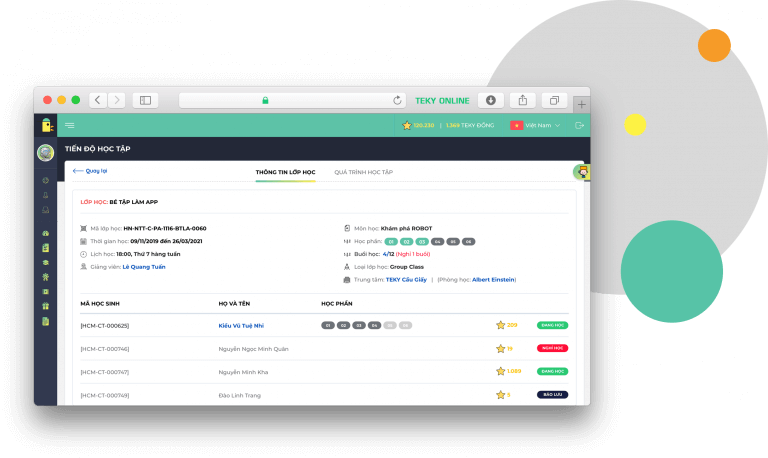 TEKY ONLINE
130.230 | 1.369 TEKY ĐỒNG Việt Nam
TIẾN ĐỘ HỌC TẬP
Quay lại
THÔNG TIN LỚP HỌC QUÁ TRÌNH HỌC TẬP
LỚP HỌC: BÉ TẬP LÀM APP
Mã lớp học: HN-NTT-C-PA-1116-BTLA-0060
Môn học: Khám phá ROBOT
Thời gian học: 09/11/2019 đến 26/03/2021
Học phần: 01 02 03 04 05 06
Lịch học: 18:00, Thứ 7 hàng tuần
Buổi học: 4/12 (Nghỉ 1 buổi)
Giảng viên: Lê Quang Tuấn
Loại lớp học: Group Class
Trung tâm: TEKY Cầu Giấy | (Phòng học: Albert Einstein)
MÃ HỌC SINH HỌ VÀ TÊN HỌC PHẦN
[HCM-CT-000625] Kiều Vũ Tuệ Nhi 01 02 03 04 05 06 209 ĐANG HỌC
[HCM-CT-000746] Nguyễn Ngọc Minh Quân 19 NGHỈ HỌC
[HCM-CT-000747] Nguyễn Minh Kha 1.089 ĐANG HỌC
[HCM-CT-000749] Đào Linh Trang 5 BẢO LƯU